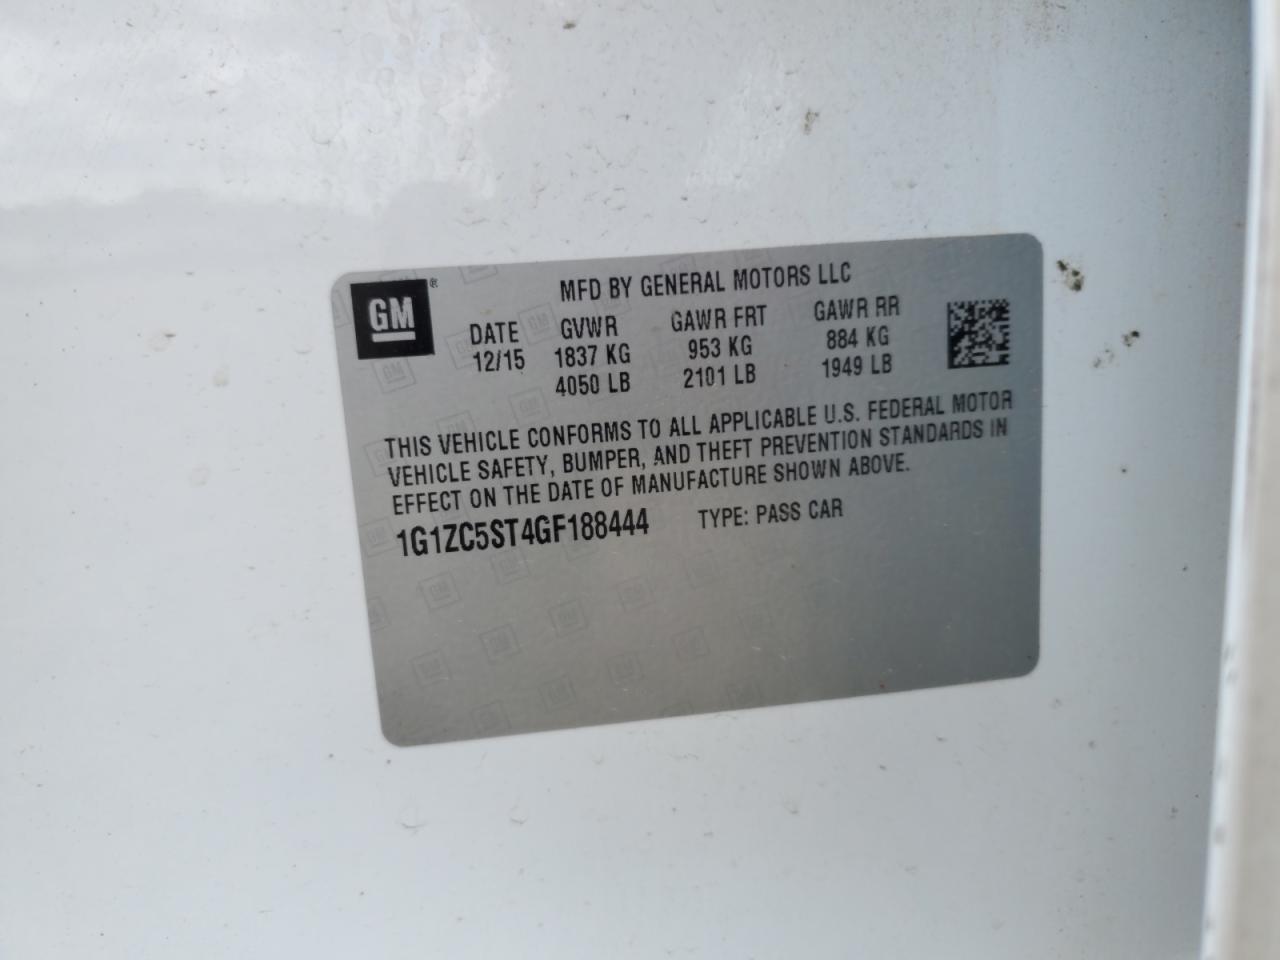 GM®
MFD BY GENERAL MOTORS LLC
DATE GVWR GAWR FRT GAWR RR
12/15 1837 KG 953 KG 884 KG
4050 LB 2101 LB 1949 LB
THIS VEHICLE CONFORMS TO ALL APPLICABLE U.S. FEDERAL MOTOR
VEHICLE SAFETY, BUMPER, AND THEFT PREVENTION STANDARDS IN
EFFECT ON THE DATE OF MANUFACTURE SHOWN ABOVE.
1G1ZC5ST4GF188444 TYPE: PASS CAR